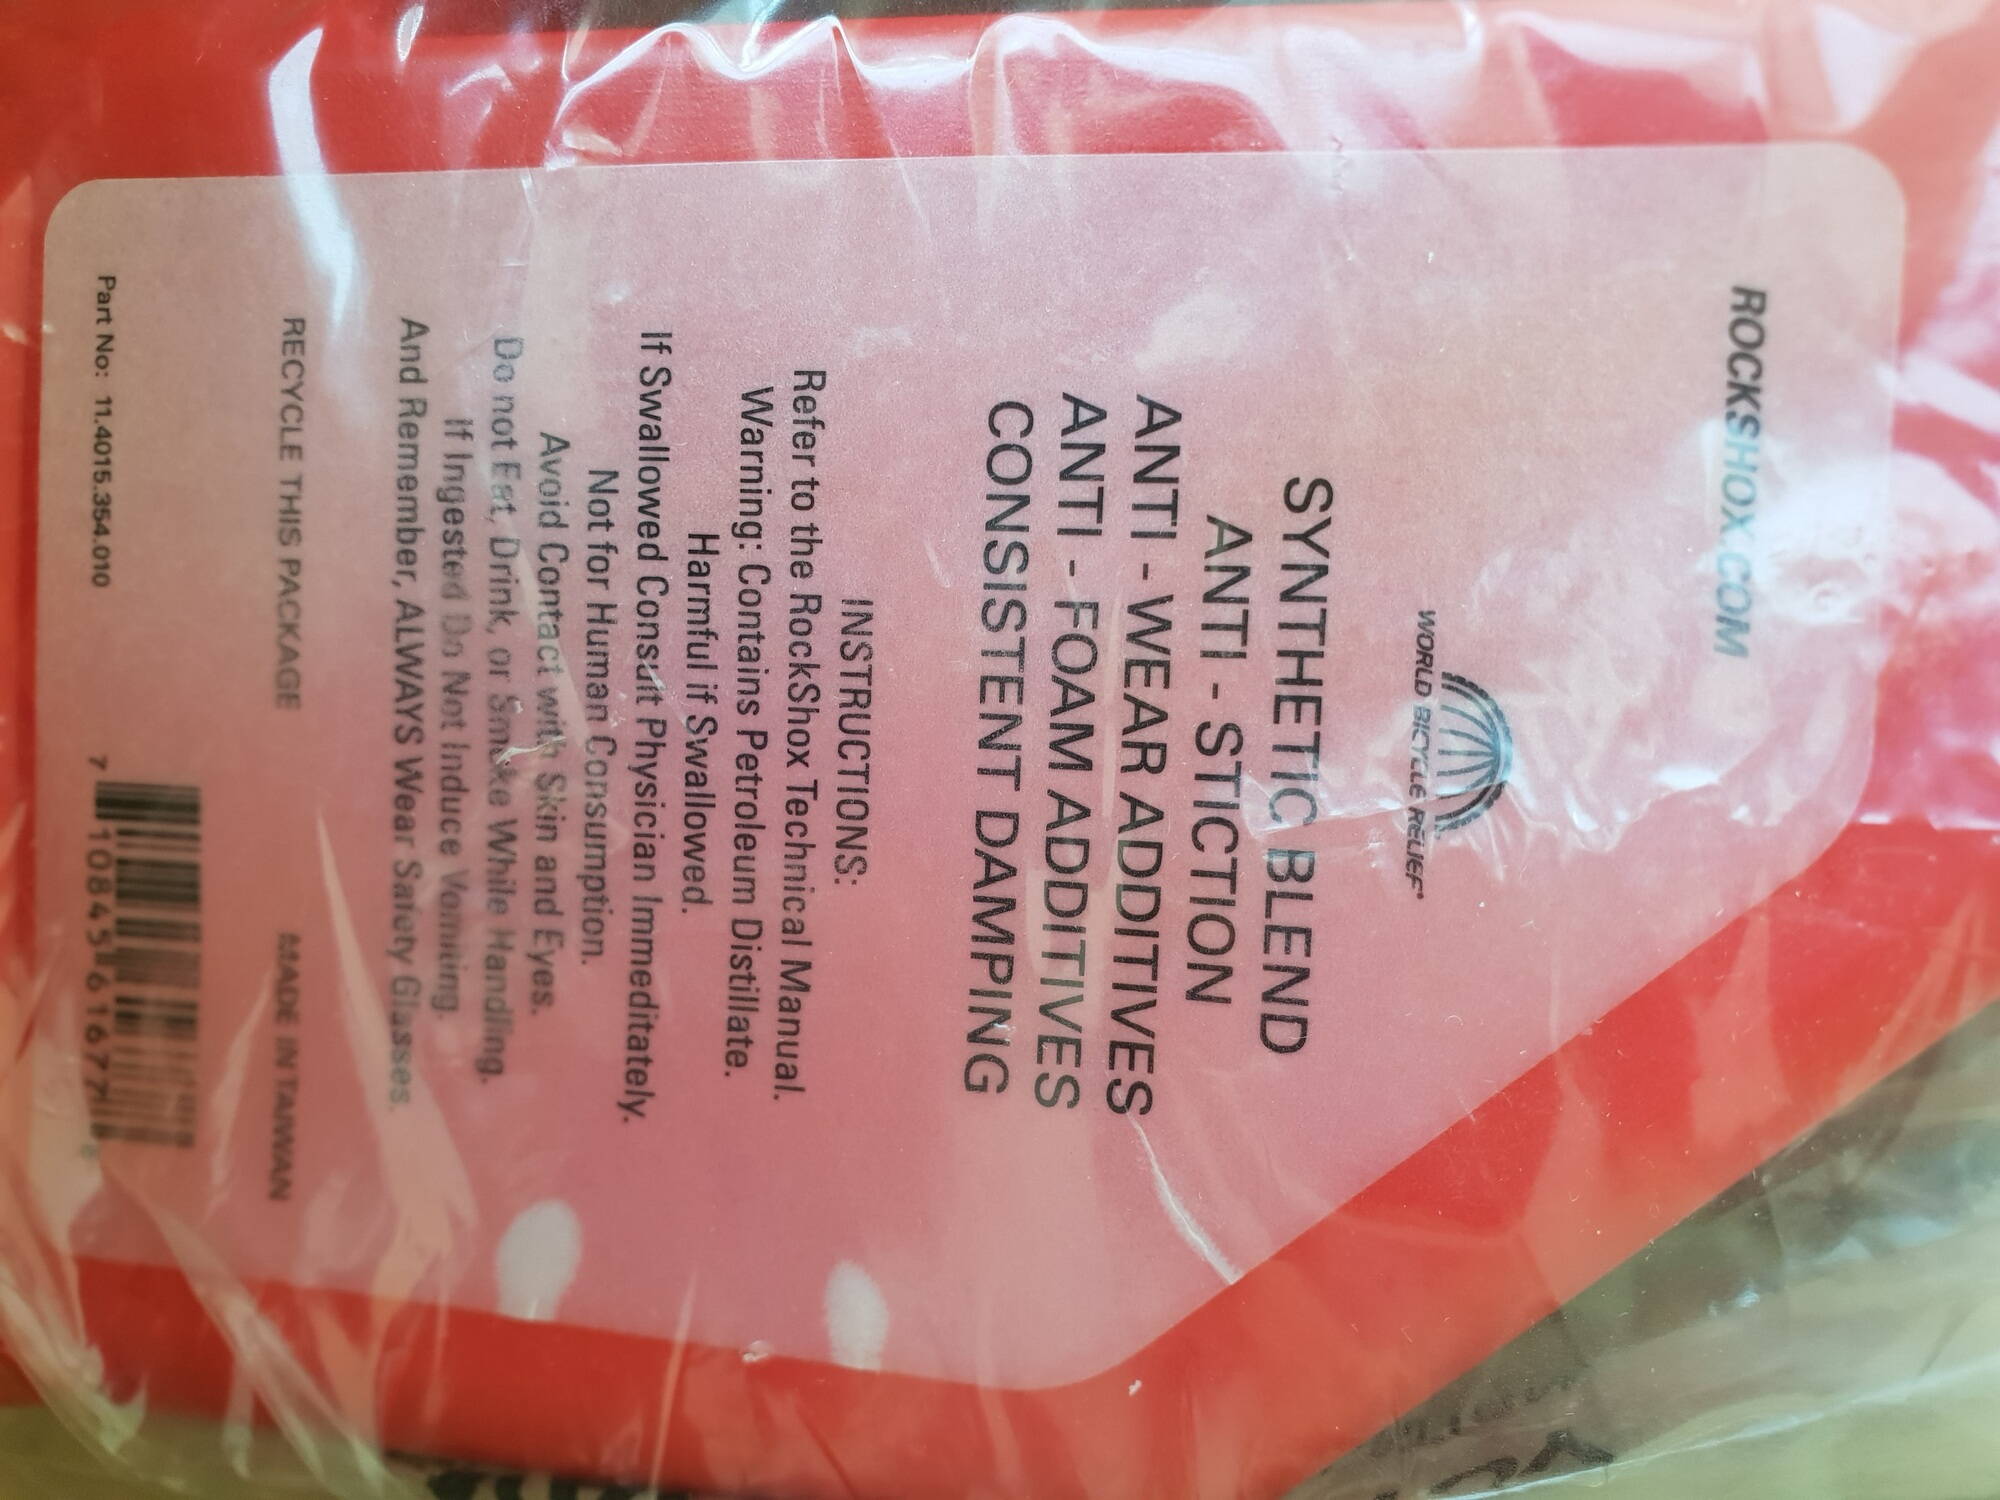 ROCKSHOX.COM
WORLD BICYCLE RELIEF®
SYNTHETIC BLEND
ANTI - STICTION
ANTI - WEAR ADDITIVES
ANTI - FOAM ADDITIVES
CONSISTENT DAMPING
INSTRUCTIONS:
Refer to the RockShox Technical Manual.
Warning: Contains Petroleum Distillate.
Harmful if Swallowed.
If Swallowed Consult Physician Immeditately.
Not for Human Consumption.
Avoid Contact with Skin and Eyes.
Do not Eat, Drink, or Smoke While Handling.
If Ingested Do Not Induce Vomiting.
And Remember, ALWAYS Wear Safety Glasses.
RECYCLE THIS PACKAGE MADE IN TAIWAN
Part No: 11.4015.354.010
7 10845 61677